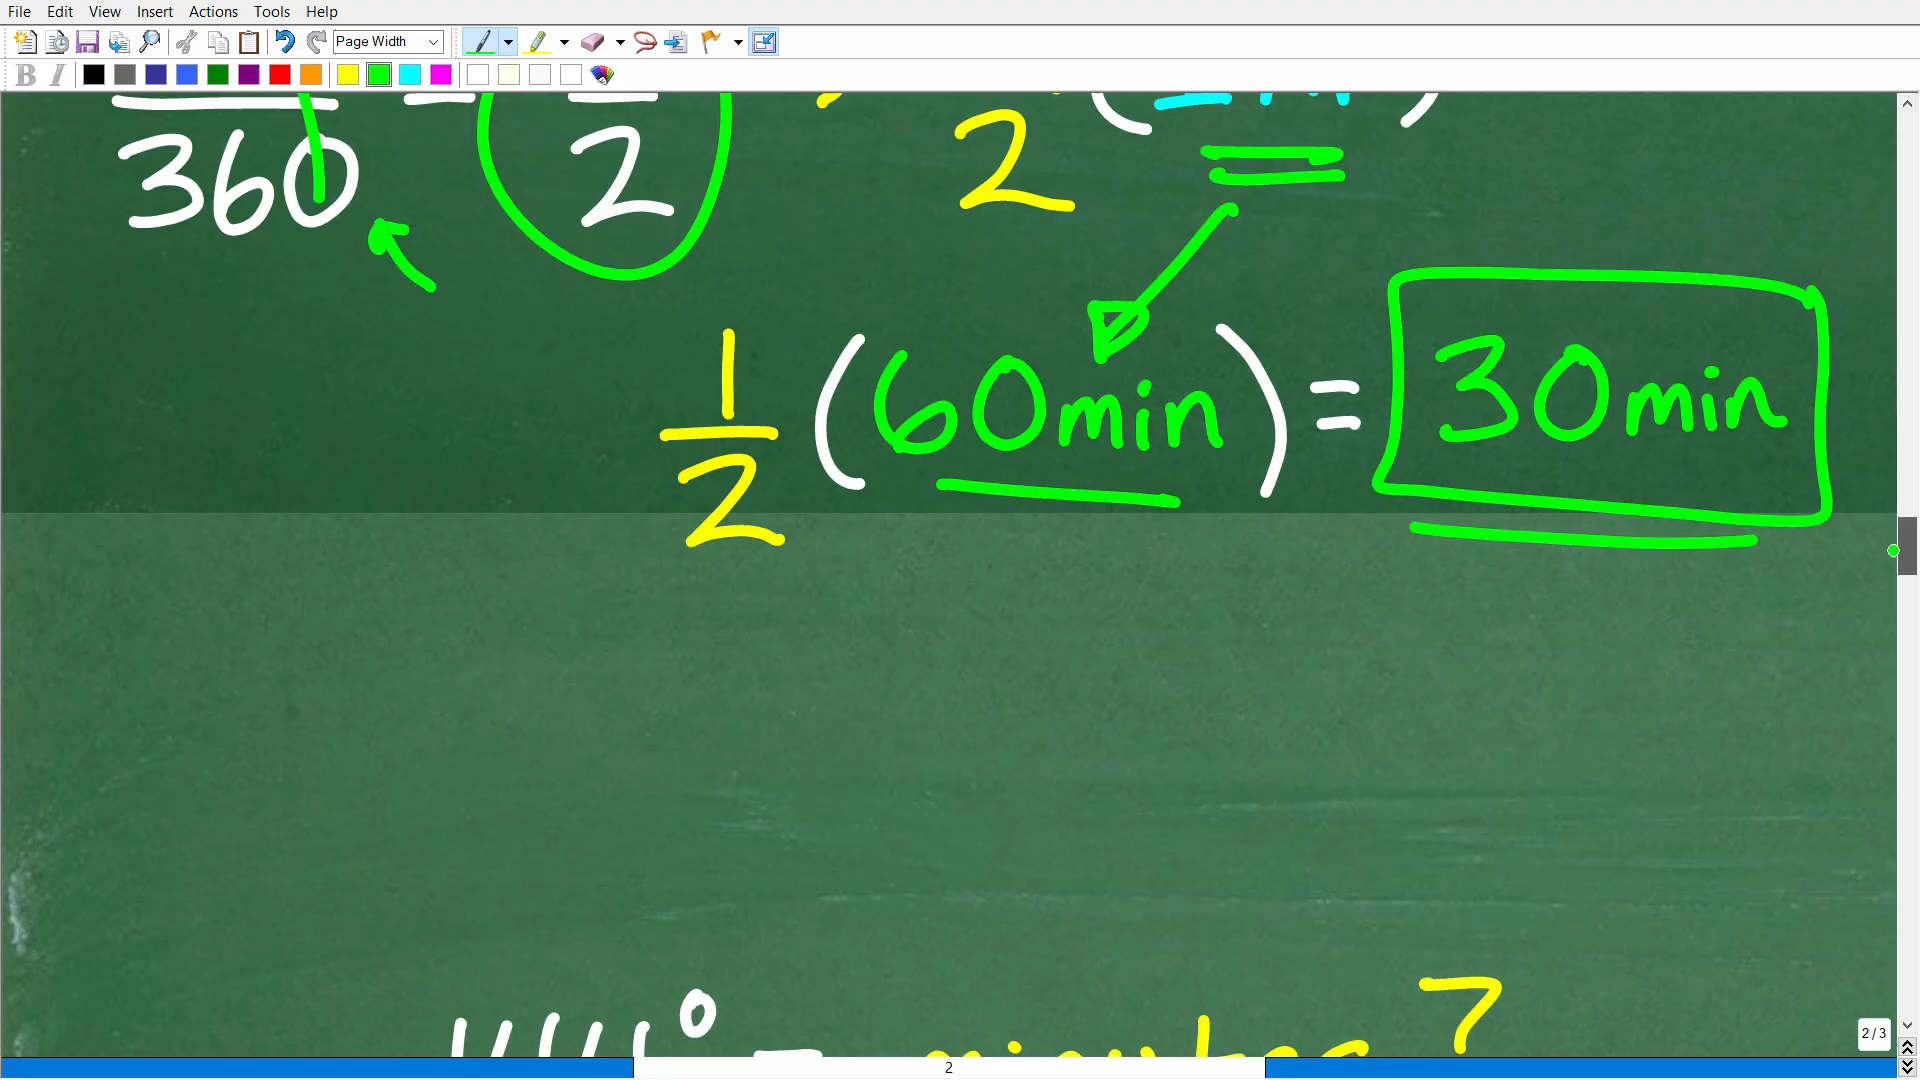 File Edit View Insert Actions Tools Help
Page Width
B I
360 2 2
1/2 (60min) = 30min
minutes ?
2/3
2